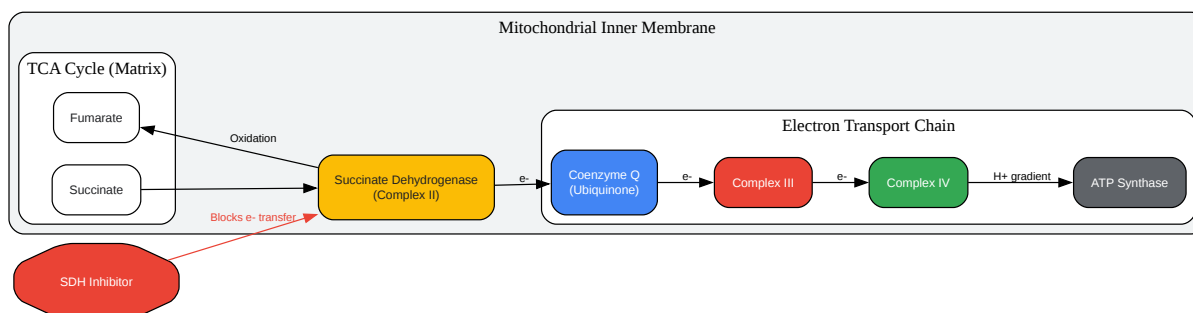 Mitochondrial Inner Membrane
TCA Cycle (Matrix)
Fumarate
Succinate
Oxidation
Succinate Dehydrogenase
(Complex II)
Blocks e- transfer
SDH Inhibitor
e-
Electron Transport Chain
Coenzyme Q
(Ubiquinone)
e-
Complex III
e-
Complex IV
H+ gradient
ATP Synthase